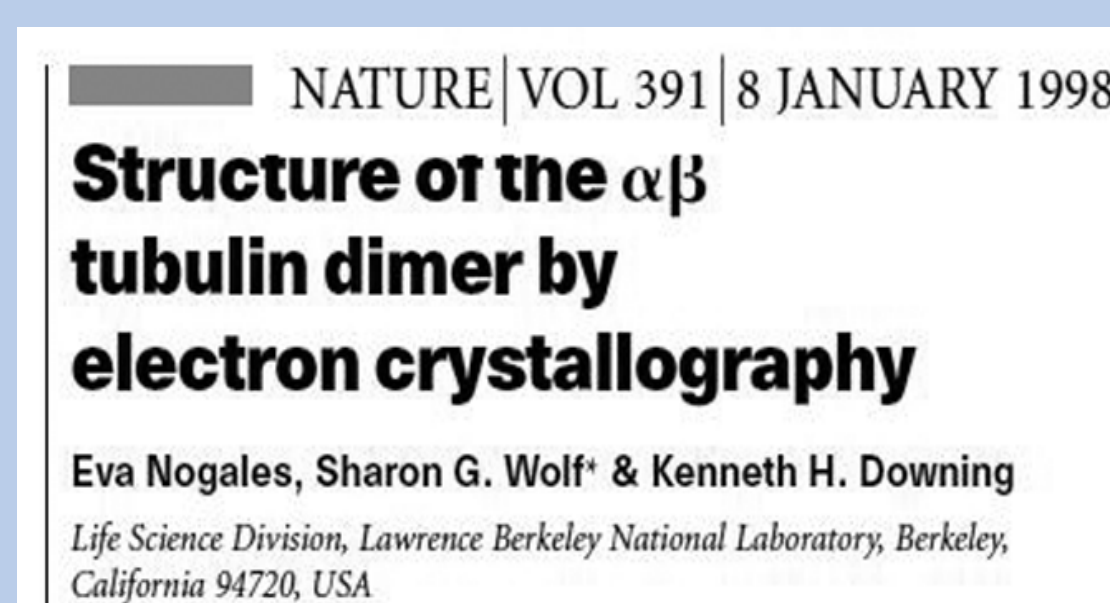 NATURE|VOL 391|8 JANUARY 1998
Structure of the αβ
tubulin dimer by
electron crystallography
Eva Nogales, Sharon G. Wolf* & Kenneth H. Downing
Life Science Division, Lawrence Berkeley National Laboratory, Berkeley,
California 94720, USA